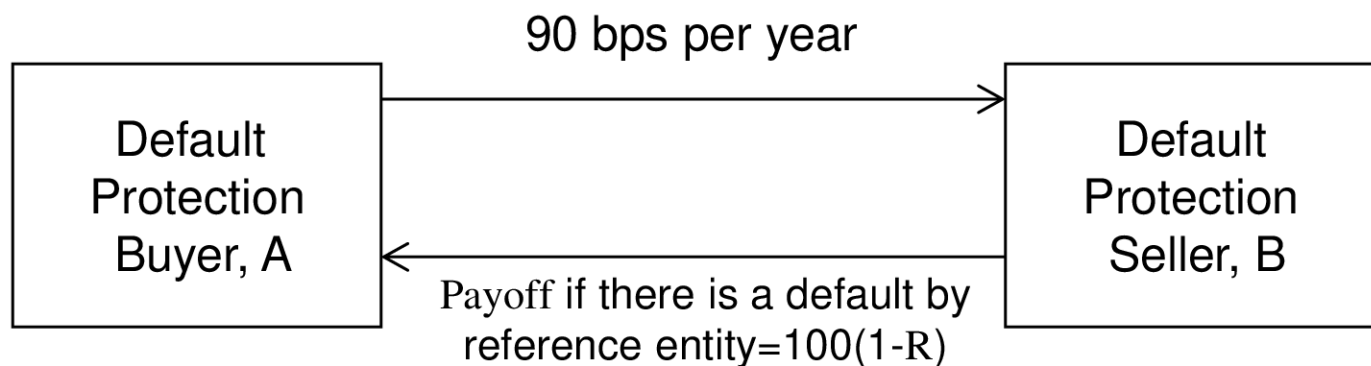 90 bps per year
Default
Protection
Buyer, A
Default
Protection
Seller, B
Payoff if there is a default by
reference entity=100(1-R)